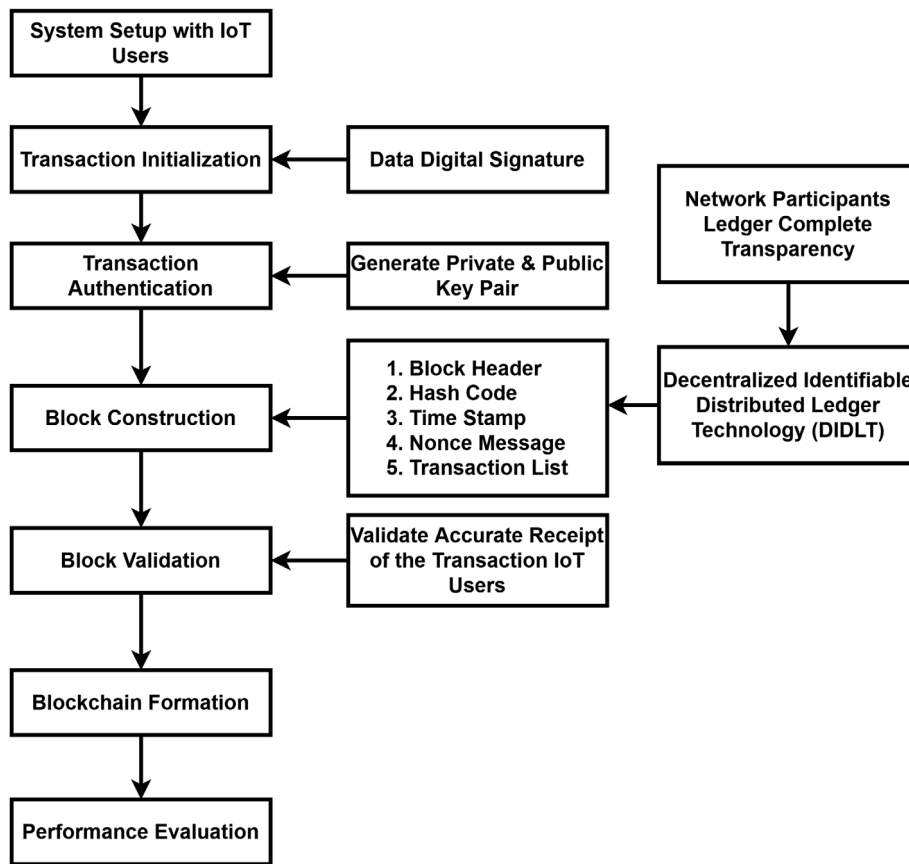 System Setup with IoT
Users
Transaction Initialization
Data Digital Signature
Network Participants
Ledger Complete
Transparency
Transaction
Authentication
Generate Private & Public
Key Pair
Block Construction
1. Block Header
2. Hash Code
3. Time Stamp
4. Nonce Message
5. Transaction List
Decentralized Identifiable
Distributed Ledger
Technology (DIDLT)
Block Validation
Validate Accurate Receipt
of the Transaction IoT
Users
Blockchain Formation
Performance Evaluation